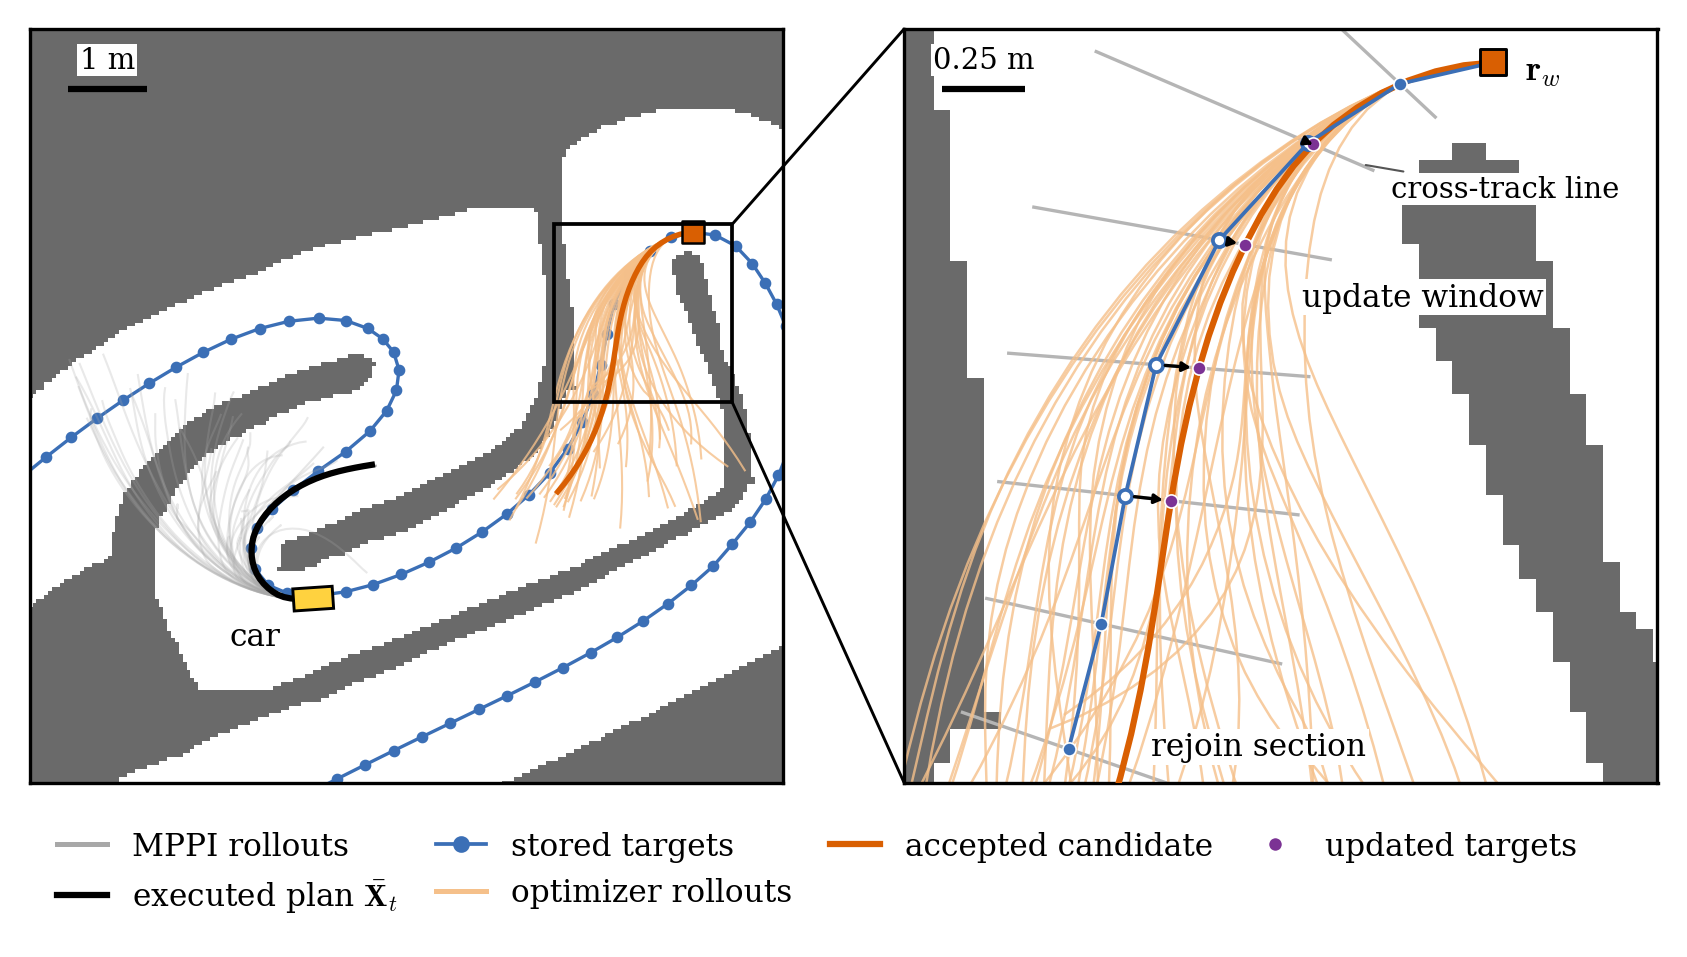 1 m
car
0.25 m
𝐫_w
cross-track line
update window
rejoin section
MPPI rollouts
stored targets
accepted candidate
updated targets
executed plan 𝐗̄_t
optimizer rollouts